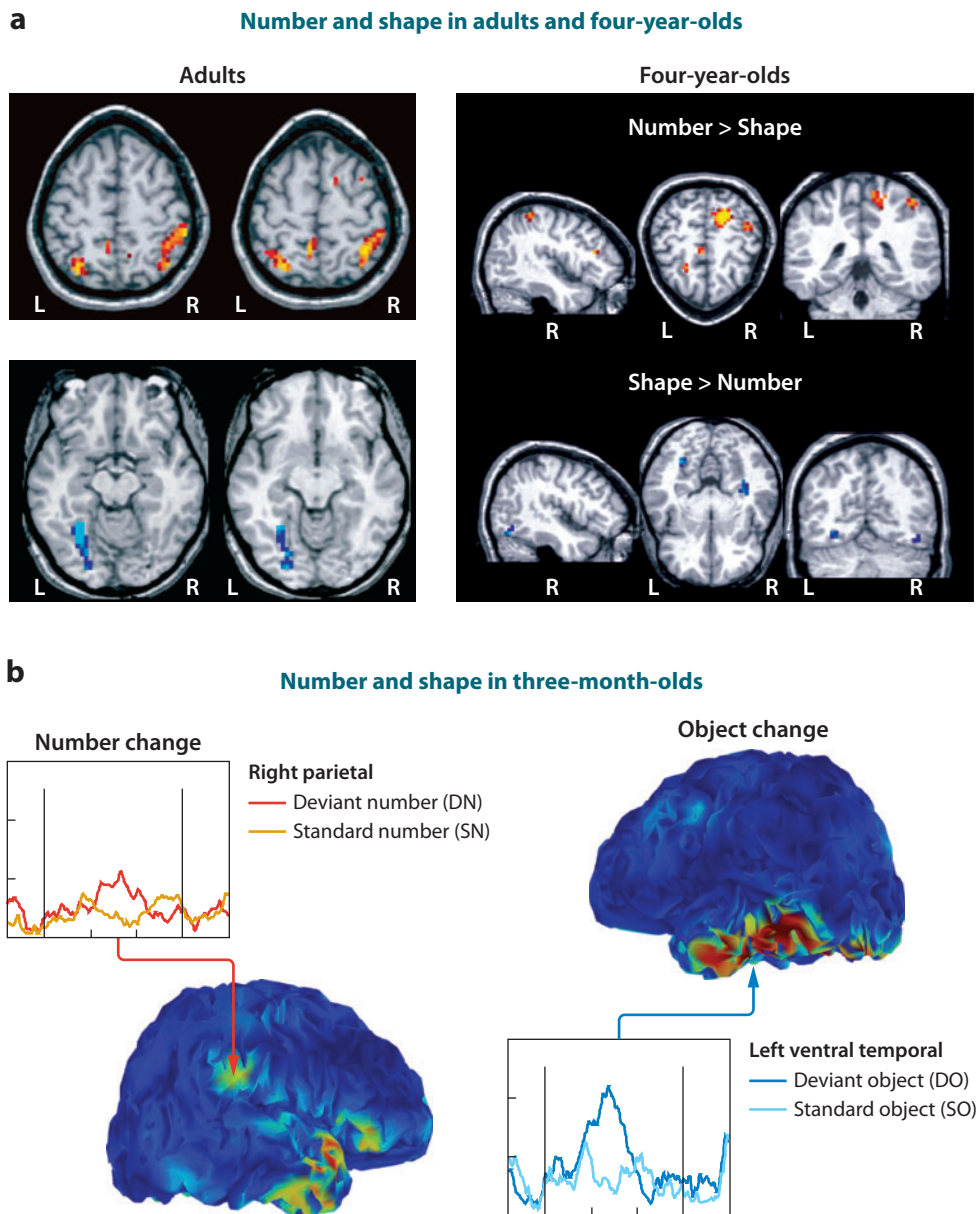 a
Number and shape in adults and four-year-olds
Adults
Four-year-olds
Number > Shape
L R L R
R L R L R
Shape > Number
L R L R
R L R L R
b
Number and shape in three-month-olds
Number change
Right parietal
Deviant number (DN)
Standard number (SN)
Object change
Left ventral temporal
Deviant object (DO)
Standard object (SO)